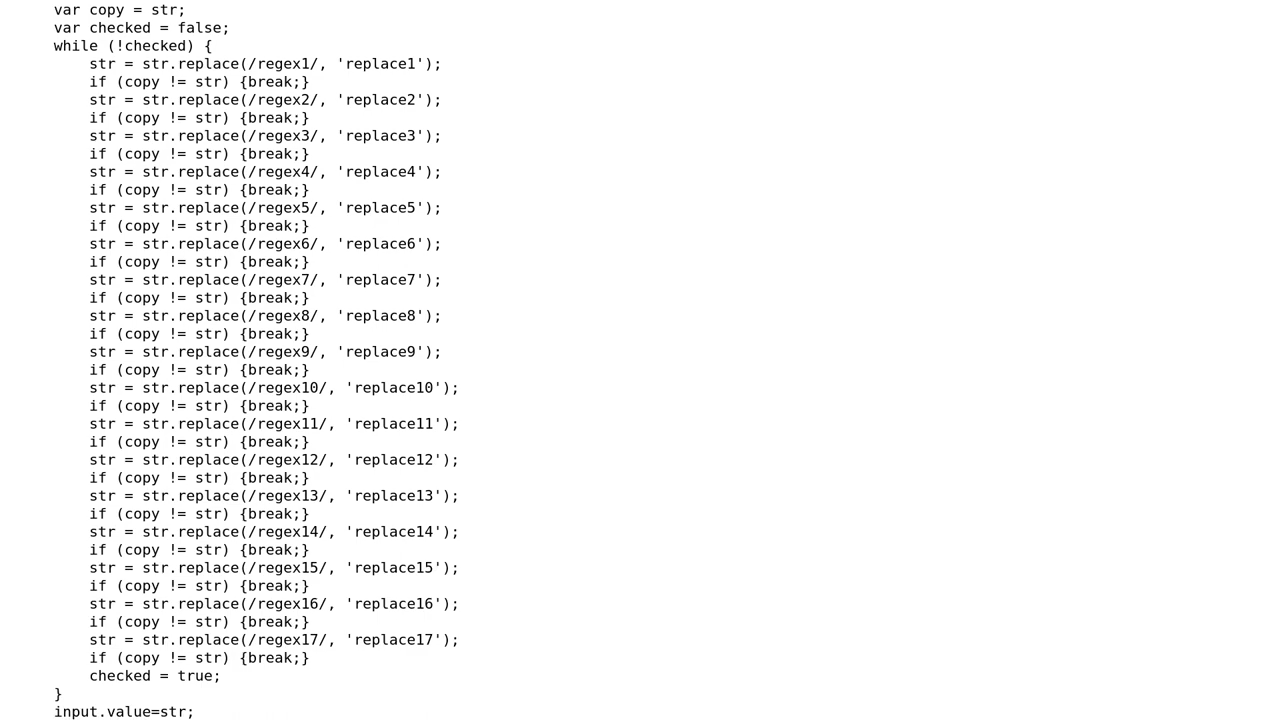 var copy = str;
var checked = false;
while (!checked) {
    str = str.replace(/regex1/, 'replace1');
    if (copy != str) {break;}
    str = str.replace(/regex2/, 'replace2');
    if (copy != str) {break;}
    str = str.replace(/regex3/, 'replace3');
    if (copy != str) {break;}
    str = str.replace(/regex4/, 'replace4');
    if (copy != str) {break;}
    str = str.replace(/regex5/, 'replace5');
    if (copy != str) {break;}
    str = str.replace(/regex6/, 'replace6');
    if (copy != str) {break;}
    str = str.replace(/regex7/, 'replace7');
    if (copy != str) {break;}
    str = str.replace(/regex8/, 'replace8');
    if (copy != str) {break;}
    str = str.replace(/regex9/, 'replace9');
    if (copy != str) {break;}
    str = str.replace(/regex10/, 'replace10');
    if (copy != str) {break;}
    str = str.replace(/regex11/, 'replace11');
    if (copy != str) {break;}
    str = str.replace(/regex12/, 'replace12');
    if (copy != str) {break;}
    str = str.replace(/regex13/, 'replace13');
    if (copy != str) {break;}
    str = str.replace(/regex14/, 'replace14');
    if (copy != str) {break;}
    str = str.replace(/regex15/, 'replace15');
    if (copy != str) {break;}
    str = str.replace(/regex16/, 'replace16');
    if (copy != str) {break;}
    str = str.replace(/regex17/, 'replace17');
    if (copy != str) {break;}
    checked = true;
}
input.value=str;